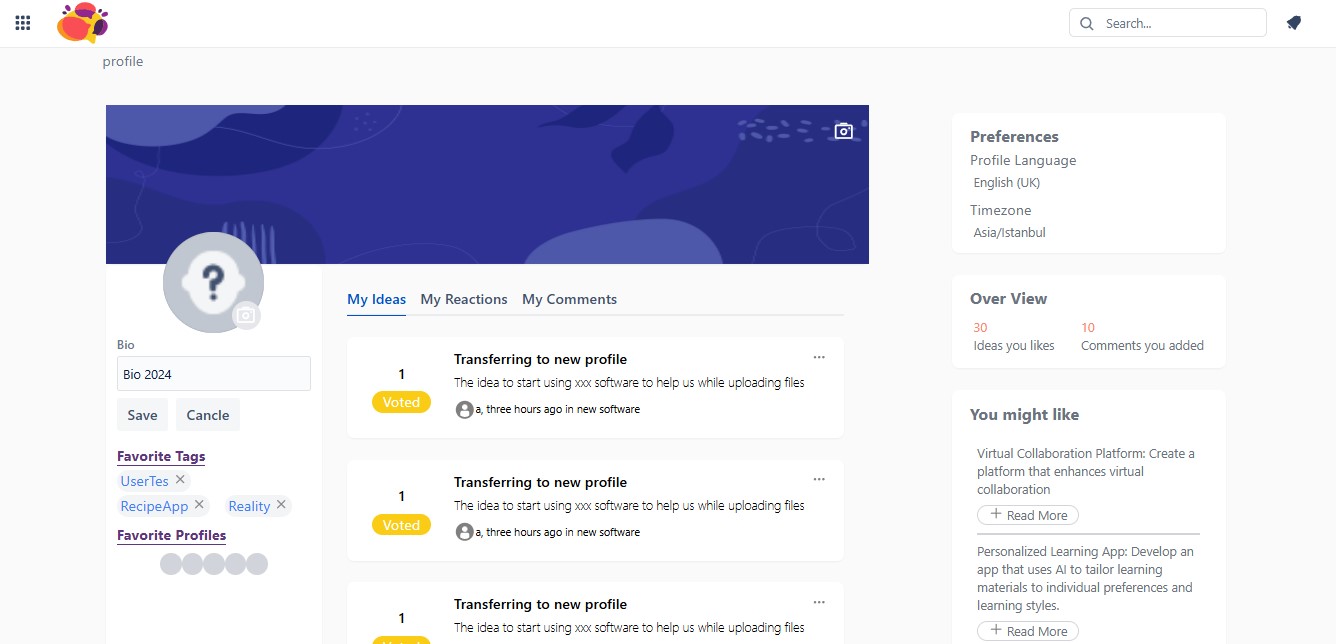 Search...
profile
Bio
Bio 2024
Save Cancle
Favorite Tags
UserTes ✕
RecipeApp ✕ Reality ✕
Favorite Profiles
My Ideas My Reactions My Comments
1
Voted
Transferring to new profile
The idea to start using xxx software to help us while uploading files
a, three hours ago in new software
1
Voted
Transferring to new profile
The idea to start using xxx software to help us while uploading files
a, three hours ago in new software
1
Voted
Transferring to new profile
The idea to start using xxx software to help us while uploading files
Preferences
Profile Language
English (UK)
Timezone
Asia/Istanbul
Over View
30 10
Ideas you likes Comments you added
You might like
Virtual Collaboration Platform: Create a
platform that enhances virtual
collaboration
+ Read More
Personalized Learning App: Develop an
app that uses AI to tailor learning
materials to individual preferences and
learning styles.
+ Read More